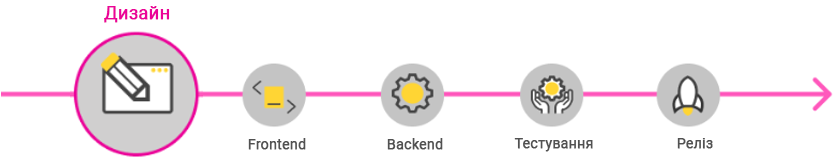 Дизайн
Frontend
Backend
Тестування
Реліз